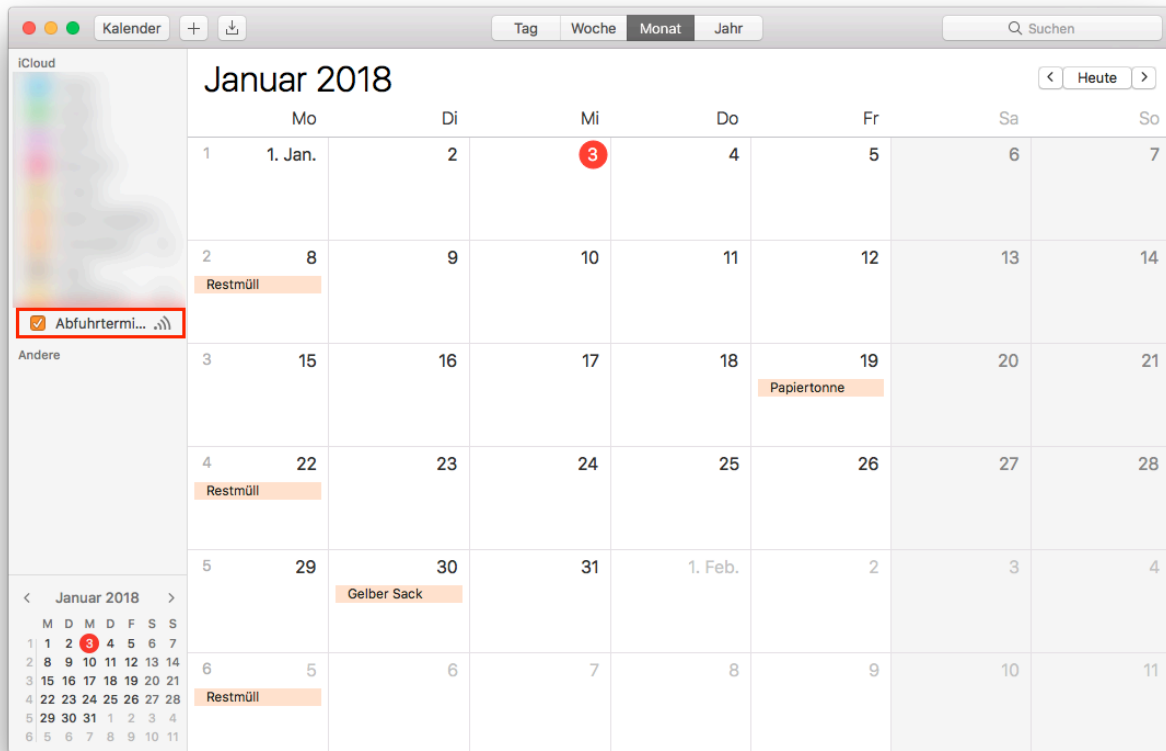 Kalender + Tag Woche Monat Jahr Suchen
iCloud
Abfuhrtermi...
Andere
Januar 2018
< Heute >
Mo Di Mi Do Fr Sa So
1 1. Jan. 2 3 4 5 6 7
2 8 9 10 11 12 13 14
Restmüll
3 15 16 17 18 19 20 21
Papiertonne
4 22 23 24 25 26 27 28
Restmüll
5 29 30 31 1. Feb. 2 3 4
Gelber Sack
6 5 6 7 8 9 10 11
Restmüll
< Januar 2018 >
M D M D F S S
1 1 2 3 4 5 6 7
2 8 9 10 11 12 13 14
3 15 16 17 18 19 20 21
4 22 23 24 25 26 27 28
5 29 30 31 1 2 3 4
6 5 6 7 8 9 10 11